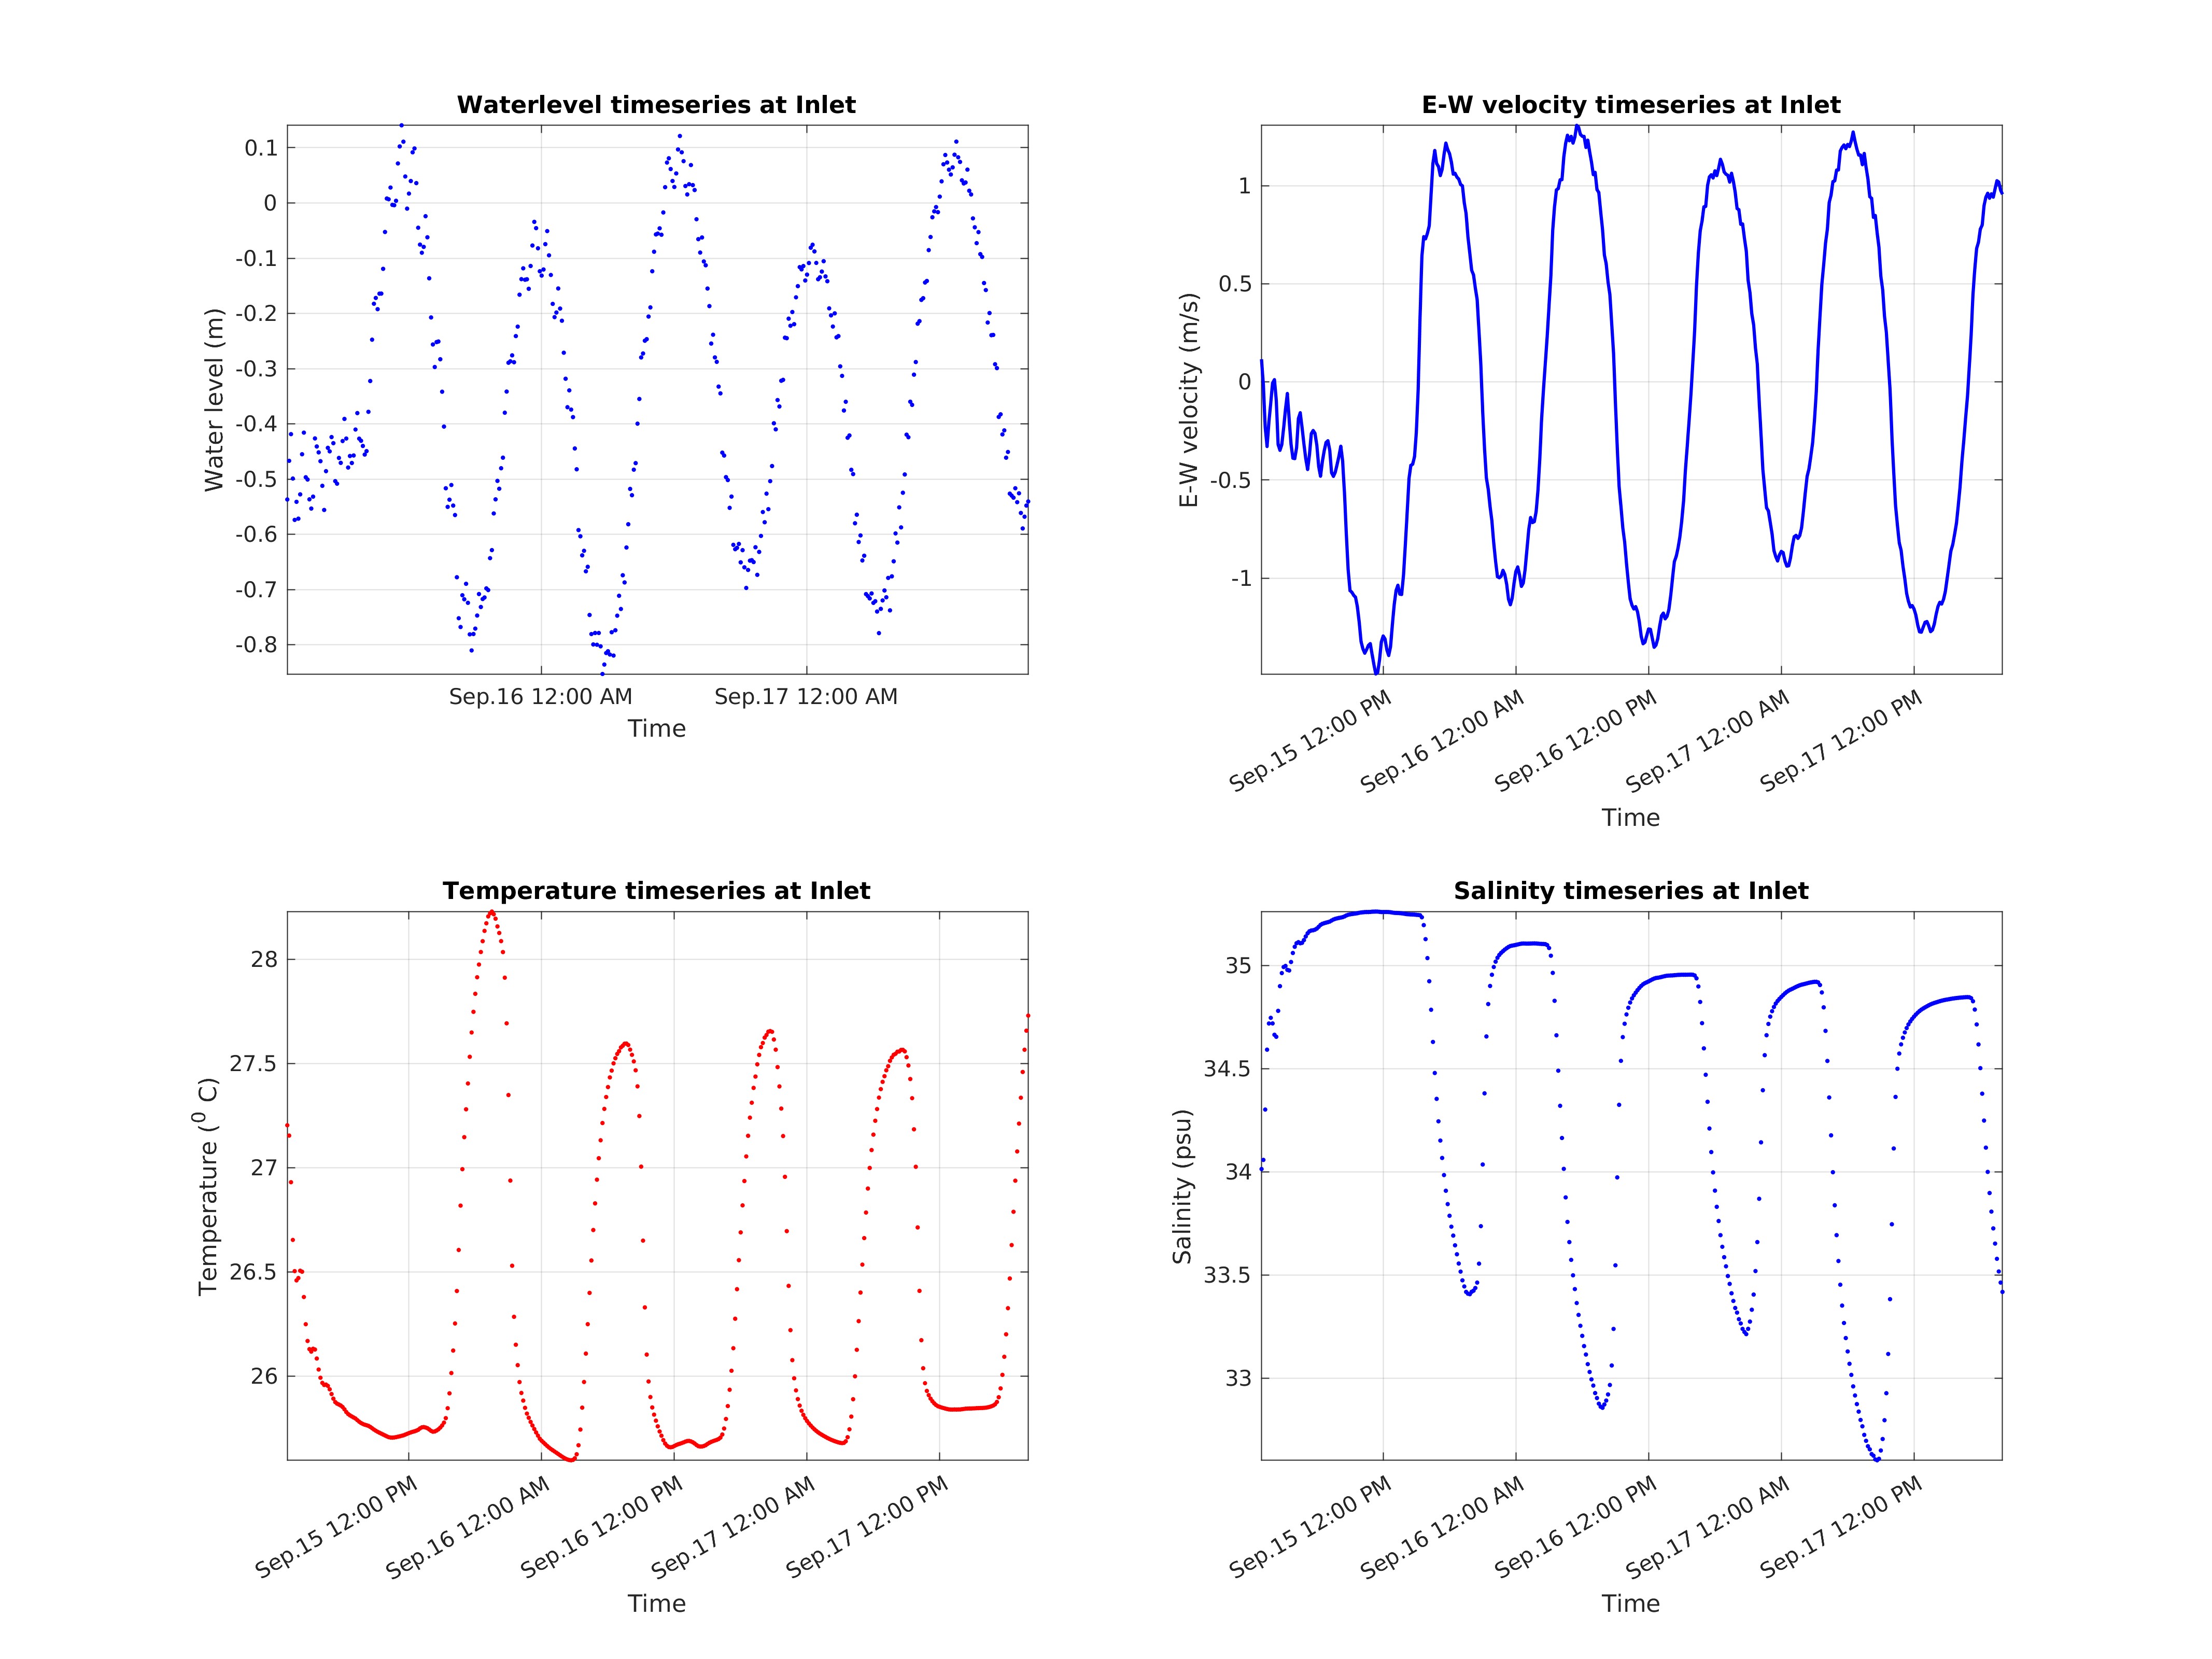 Waterlevel timeseries at Inlet
0.1
0
-0.1
-0.2
-0.3
-0.4
-0.5
-0.6
-0.7
-0.8
Water level (m)
Sep.16 12:00 AM
Sep.17 12:00 AM
Time
E-W velocity timeseries at Inlet
1
0.5
0
-0.5
-1
E-W velocity (m/s)
Sep.15 12:00 PM
Sep.16 12:00 AM
Sep.16 12:00 PM
Sep.17 12:00 AM
Sep.17 12:00 PM
Time
Temperature timeseries at Inlet
28
27.5
27
26.5
26
Temperature (⁰ C)
Sep.15 12:00 PM
Sep.16 12:00 AM
Sep.16 12:00 PM
Sep.17 12:00 AM
Sep.17 12:00 PM
Time
Salinity timeseries at Inlet
35
34.5
34
33.5
33
Salinity (psu)
Sep.15 12:00 PM
Sep.16 12:00 AM
Sep.16 12:00 PM
Sep.17 12:00 AM
Sep.17 12:00 PM
Time